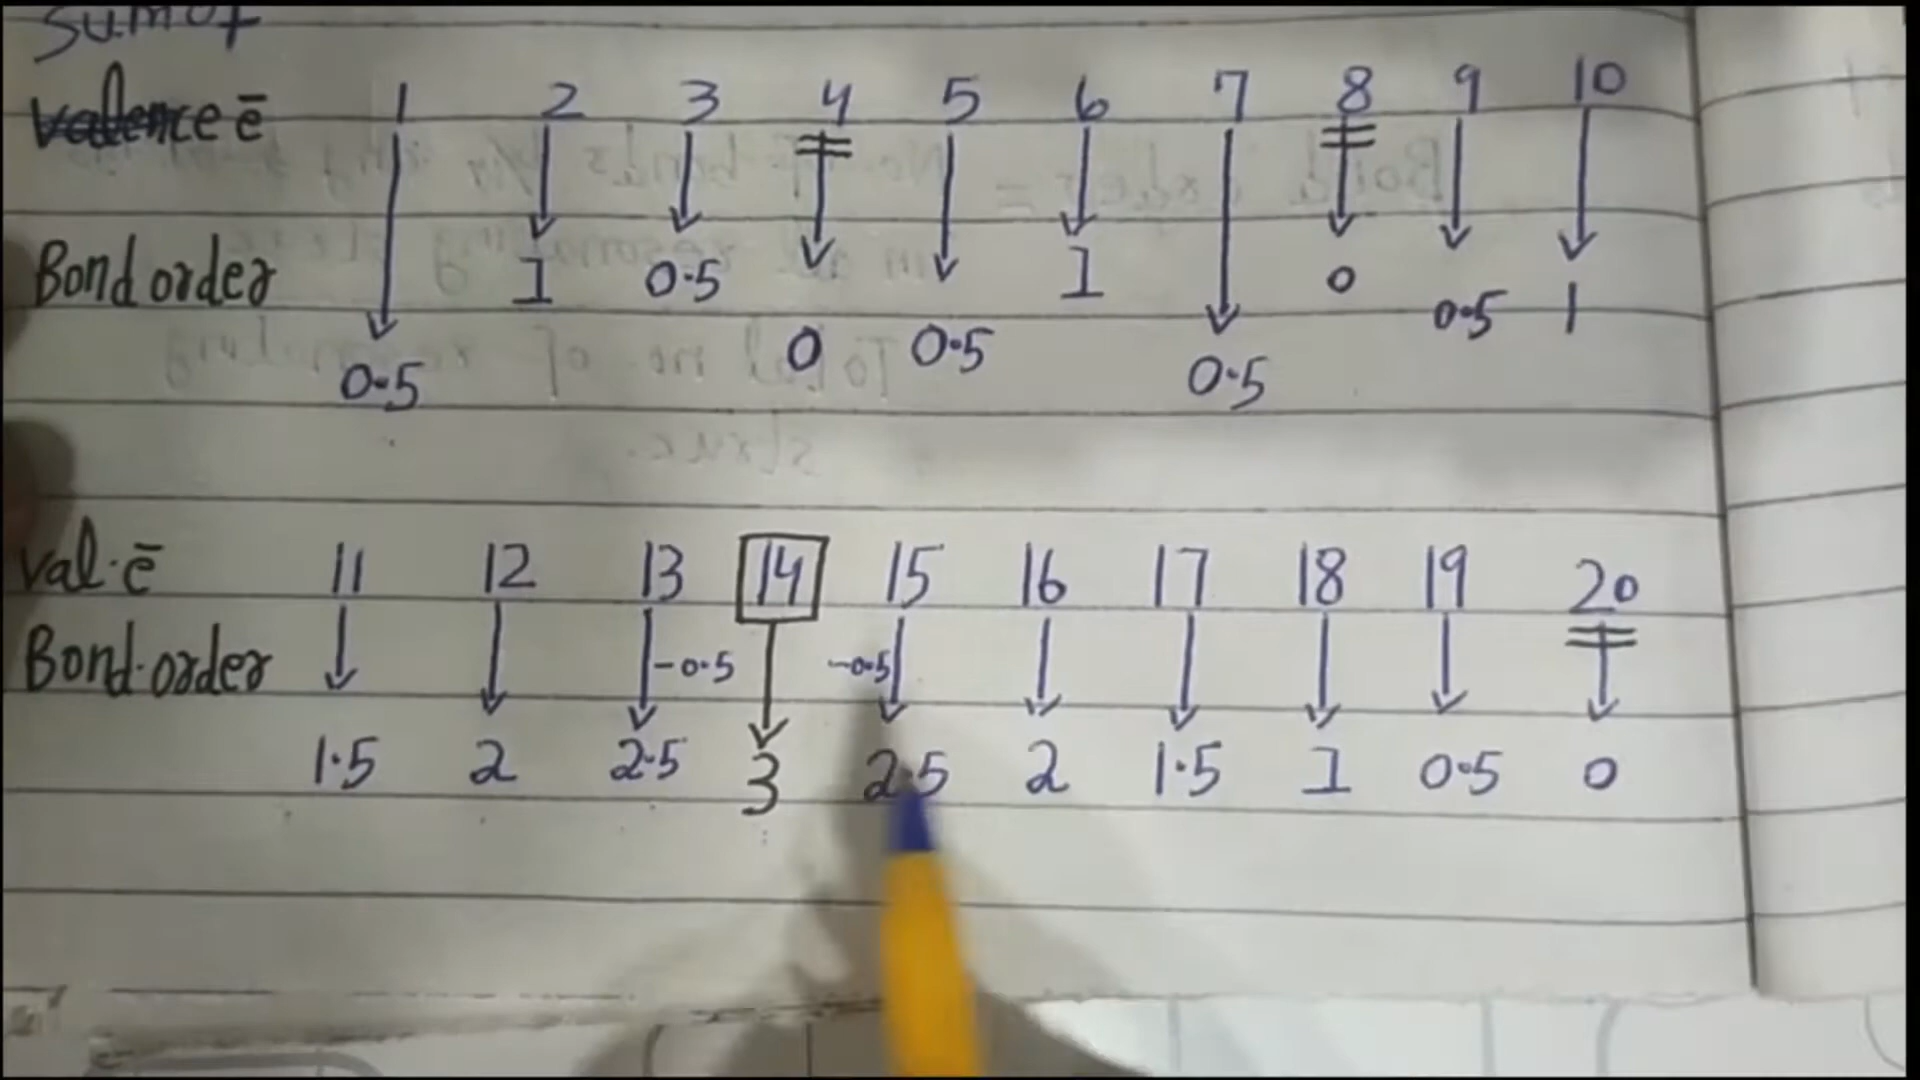 Sum of
valence ē 1 2 3 4 5 6 7 8 9 10
Bond order 0.5 1 0.5 0 0.5 1 0.5 0 0.5 1
val. ē 11 12 13 14 15 16 17 18 19 20
-0.5 -0.5
Bond. order 1.5 2 2.5 3 2.5 2 1.5 1 0.5 0